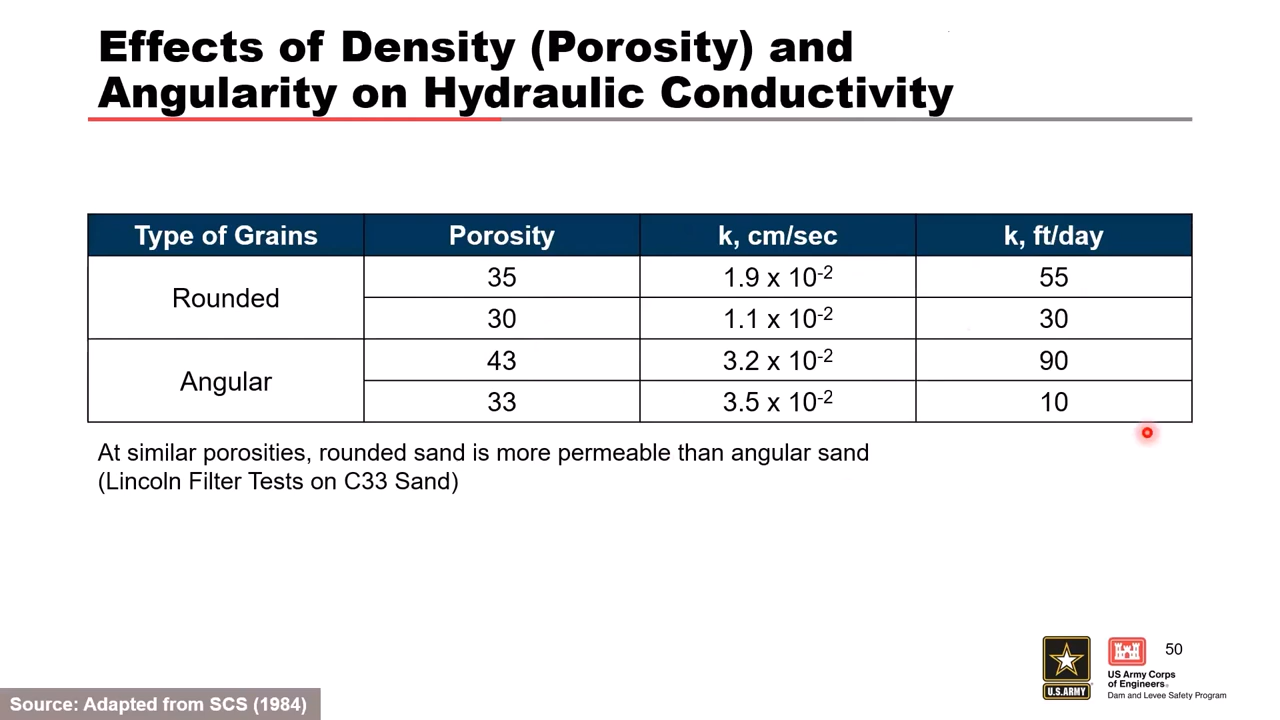 Effects of Density (Porosity) and
Angularity on Hydraulic Conductivity
Type of Grains Porosity k, cm/sec k, ft/day
Rounded 35 1.9 x 10-2 55
30 1.1 x 10-2 30
Angular 43 3.2 x 10-2 90
33 3.5 x 10-2 10
At similar porosities, rounded sand is more permeable than angular sand
(Lincoln Filter Tests on C33 Sand)
50
U.S.ARMY
US Army Corps
of Engineers®
Dam and Levee Safety Program
Source: Adapted from SCS (1984)